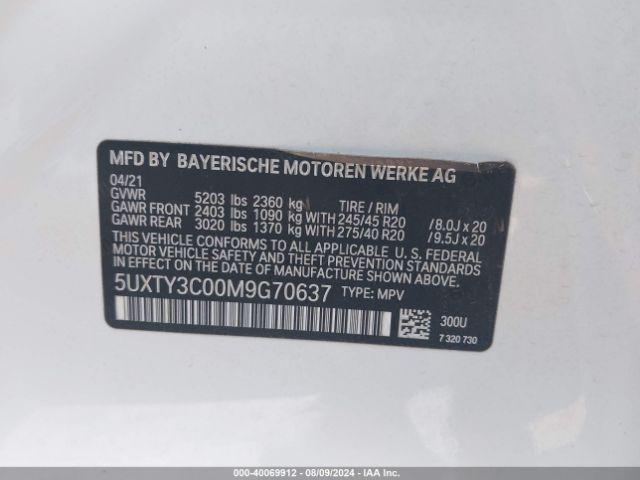 MFD BY BAYERISCHE MOTOREN WERKE AG
04/21
GVWR 5203 lbs 2360 kg TIRE / RIM
GAWR FRONT 2403 lbs 1090 kg WITH 245/45 R20 /8.0J x 20
GAWR REAR 3020 lbs 1370 kg WITH 275/40 R20 /9.5J x 20
THIS VEHICLE CONFORMS TO ALL APPLICABLE U. S. FEDERAL
MOTOR VEHICLE SAFETY AND THEFT PREVENTION STANDARDS IN
EFFECT ON THE DATE OF MANUFACTURE SHOWN ABOVE.
5UXTY3C00M9G70637 TYPE: MPV
300U
7 320 730
000-40069912 - 08/09/2024 - IAAI.com